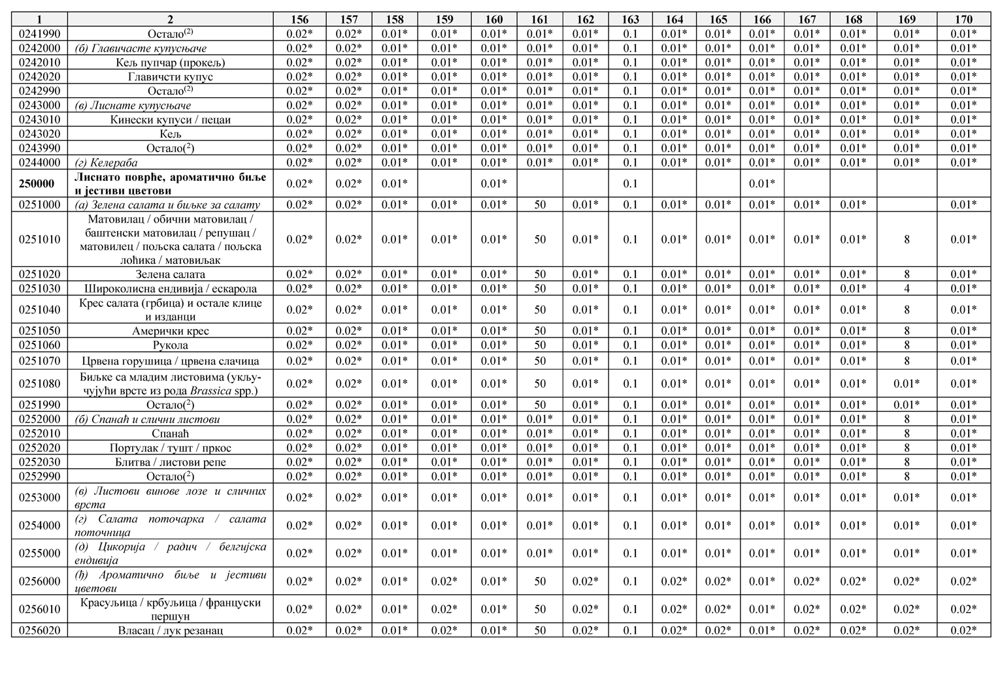 1 2 156 157 158 159 160 161 162 163 164 165 166 167 168 169 170
0241990 Остало(2) 0.02* 0.02* 0.01* 0.01* 0.01* 0.01* 0.01* 0.1 0.01* 0.01* 0.01* 0.01* 0.01* 0.01* 0.01*
0242000 (б) Главичасте купусњаче 0.02* 0.02* 0.01* 0.01* 0.01* 0.01* 0.01* 0.1 0.01* 0.01* 0.01* 0.01* 0.01* 0.01* 0.01*
0242010 Кељ пупчар (прокељ) 0.02* 0.02* 0.01* 0.01* 0.01* 0.01* 0.01* 0.1 0.01* 0.01* 0.01* 0.01* 0.01* 0.01* 0.01*
0242020 Главичсти купус 0.02* 0.02* 0.01* 0.01* 0.01* 0.01* 0.01* 0.1 0.01* 0.01* 0.01* 0.01* 0.01* 0.01* 0.01*
0242990 Остало(2) 0.02* 0.02* 0.01* 0.01* 0.01* 0.01* 0.01* 0.1 0.01* 0.01* 0.01* 0.01* 0.01* 0.01* 0.01*
0243000 (в) Лиснате купусњаче 0.02* 0.02* 0.01* 0.01* 0.01* 0.01* 0.01* 0.1 0.01* 0.01* 0.01* 0.01* 0.01* 0.01* 0.01*
0243010 Кинески купуси / пецаи 0.02* 0.02* 0.01* 0.01* 0.01* 0.01* 0.01* 0.1 0.01* 0.01* 0.01* 0.01* 0.01* 0.01* 0.01*
0243020 Кељ 0.02* 0.02* 0.01* 0.01* 0.01* 0.01* 0.01* 0.1 0.01* 0.01* 0.01* 0.01* 0.01* 0.01* 0.01*
0243990 Остало(2) 0.02* 0.02* 0.01* 0.01* 0.01* 0.01* 0.01* 0.1 0.01* 0.01* 0.01* 0.01* 0.01* 0.01* 0.01*
0244000 (г) Келераба 0.02* 0.02* 0.01* 0.01* 0.01* 0.01* 0.01* 0.1 0.01* 0.01* 0.01* 0.01* 0.01* 0.01* 0.01*
Лиснато поврће, ароматично биље
250000 и јестиви цветови 0.02* 0.02* 0.01* 0.01* 0.1 0.01*
0251000 (а) Зелена салата и биљке за салату 0.02* 0.02* 0.01* 0.01* 0.01* 50 0.01* 0.1 0.01* 0.01* 0.01* 0.01* 0.01* 0.01*
Матовилац / обични матовилац /
баштенски матовилац / репушац /
0251010 матовилец / пољска салата / пољска 0.02* 0.02* 0.01* 0.01* 0.01* 50 0.01* 0.1 0.01* 0.01* 0.01* 0.01* 0.01* 8 0.01*
лоћика / матовиљак
0251020 Зелена салата 0.02* 0.02* 0.01* 0.01* 0.01* 50 0.01* 0.1 0.01* 0.01* 0.01* 0.01* 0.01* 8 0.01*
0251030 Широколисна ендивија / ескарола 0.02* 0.02* 0.01* 0.01* 0.01* 50 0.01* 0.1 0.01* 0.01* 0.01* 0.01* 0.01* 4 0.01*
Крес салата (грбица) и остале клице
0251040 и изданци 0.02* 0.02* 0.01* 0.01* 0.01* 50 0.01* 0.1 0.01* 0.01* 0.01* 0.01* 0.01* 8 0.01*
0251050 Амерички крес 0.02* 0.02* 0.01* 0.01* 0.01* 50 0.01* 0.1 0.01* 0.01* 0.01* 0.01* 0.01* 8 0.01*
0251060 Рукола 0.02* 0.02* 0.01* 0.01* 0.01* 50 0.01* 0.1 0.01* 0.01* 0.01* 0.01* 0.01* 8 0.01*
0251070 Црвена горушица / црвена слачица 0.02* 0.02* 0.01* 0.01* 0.01* 50 0.01* 0.1 0.01* 0.01* 0.01* 0.01* 0.01* 8 0.01*
Биљке са младим листовима (укљу-
0251080 чујући врсте из рода Brassica spp.) 0.02* 0.02* 0.01* 0.01* 0.01* 50 0.01* 0.1 0.01* 0.01* 0.01* 0.01* 0.01* 0.01* 0.01*
0251990 Остало(2) 0.02* 0.02* 0.01* 0.01* 0.01* 50 0.01* 0.1 0.01* 0.01* 0.01* 0.01* 0.01* 0.01* 0.01*
0252000 (б) Спанаћ и слични листови 0.02* 0.02* 0.01* 0.01* 0.01* 0.01* 0.01* 0.1 0.01* 0.01* 0.01* 0.01* 0.01* 8 0.01*
0252010 Спанаћ 0.02* 0.02* 0.01* 0.01* 0.01* 0.01* 0.01* 0.1 0.01* 0.01* 0.01* 0.01* 0.01* 8 0.01*
0252020 Портулак / тушт / пркос 0.02* 0.02* 0.01* 0.01* 0.01* 0.01* 0.01* 0.1 0.01* 0.01* 0.01* 0.01* 0.01* 8 0.01*
0252030 Блитва / листови репе 0.02* 0.02* 0.01* 0.01* 0.01* 0.01* 0.01* 0.1 0.01* 0.01* 0.01* 0.01* 0.01* 8 0.01*
0252990 Остало(2) 0.02* 0.02* 0.01* 0.01* 0.01* 0.01* 0.01* 0.1 0.01* 0.01* 0.01* 0.01* 0.01* 8 0.01*
(в) Листови винове лозе и сличних
0253000 врста 0.02* 0.02* 0.01* 0.01* 0.01* 0.01* 0.01* 0.1 0.01* 0.01* 0.01* 0.01* 0.01* 0.01* 0.01*
(г) Салата поточарка / салата
0254000 поточница 0.02* 0.02* 0.01* 0.01* 0.01* 0.01* 0.01* 0.1 0.01* 0.01* 0.01* 0.01* 0.01* 0.01* 0.01*
(д) Цикорија / радич / белгијска
0255000 ендивија 0.02* 0.02* 0.01* 0.01* 0.01* 0.01* 0.01* 0.1 0.01* 0.01* 0.01* 0.01* 0.01* 0.01* 0.01*
(ђ) Ароматично биље и јестиви
0256000 цветови 0.02* 0.02* 0.01* 0.02* 0.01* 50 0.02* 0.1 0.02* 0.02* 0.01* 0.02* 0.02* 0.02* 0.02*
Красуљица / крбуљица / француски
0256010 першун 0.02* 0.02* 0.01* 0.02* 0.01* 50 0.02* 0.1 0.02* 0.02* 0.01* 0.02* 0.02* 0.02* 0.02*
0256020 Власац / лук резанац 0.02* 0.02* 0.01* 0.02* 0.01* 50 0.02* 0.1 0.02* 0.02* 0.01* 0.02* 0.02* 0.02* 0.02*